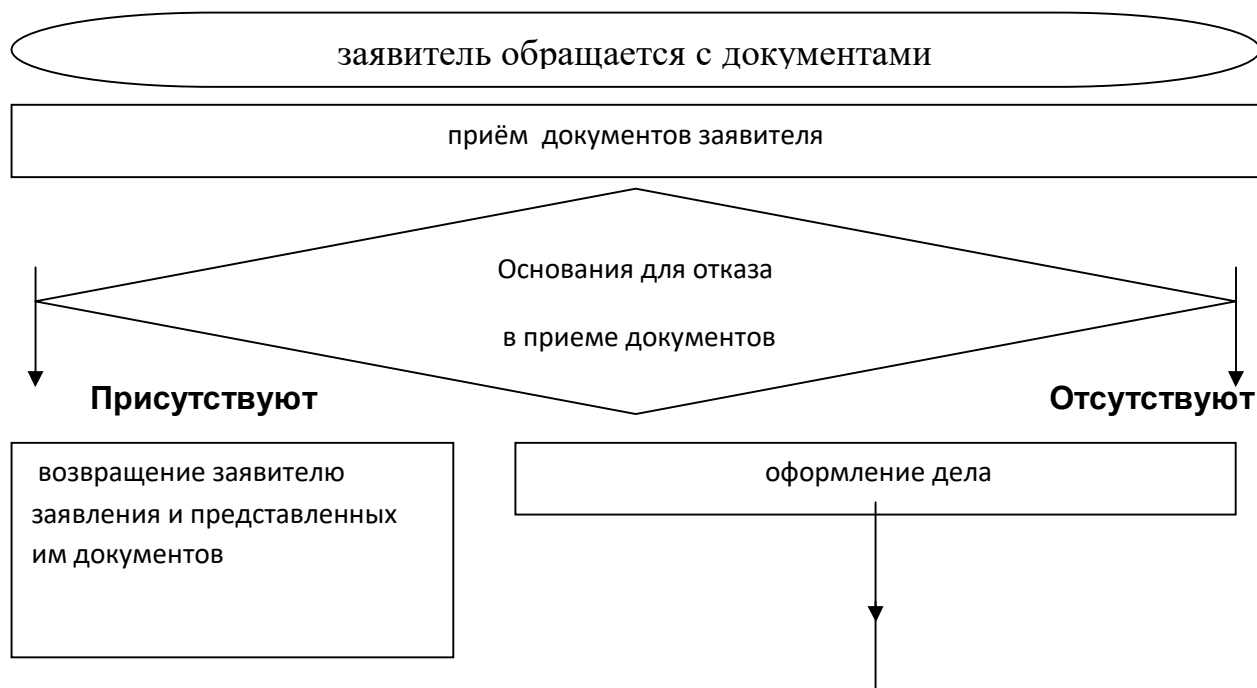 заявитель обращается с документами
приём документов заявителя
Основания для отказа
в приеме документов
Присутствуют
Отсутствуют
возвращение заявителю
заявления и представленных
им документов
оформление дела